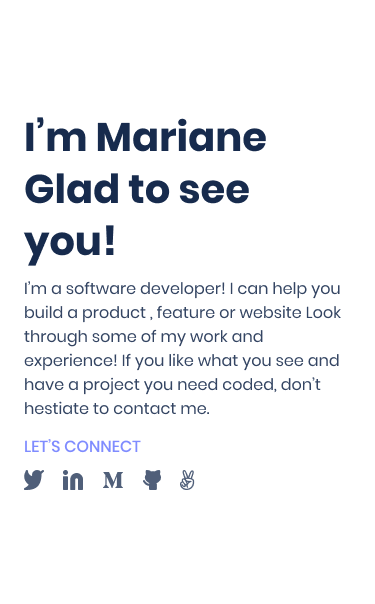 I’m Mariane
Glad to see
you!
I’m a software developer! I can help you
build a product , feature or website Look
through some of my work and
experience! If you like what you see and
have a project you need coded, don’t
hestiate to contact me.
LET’S CONNECT